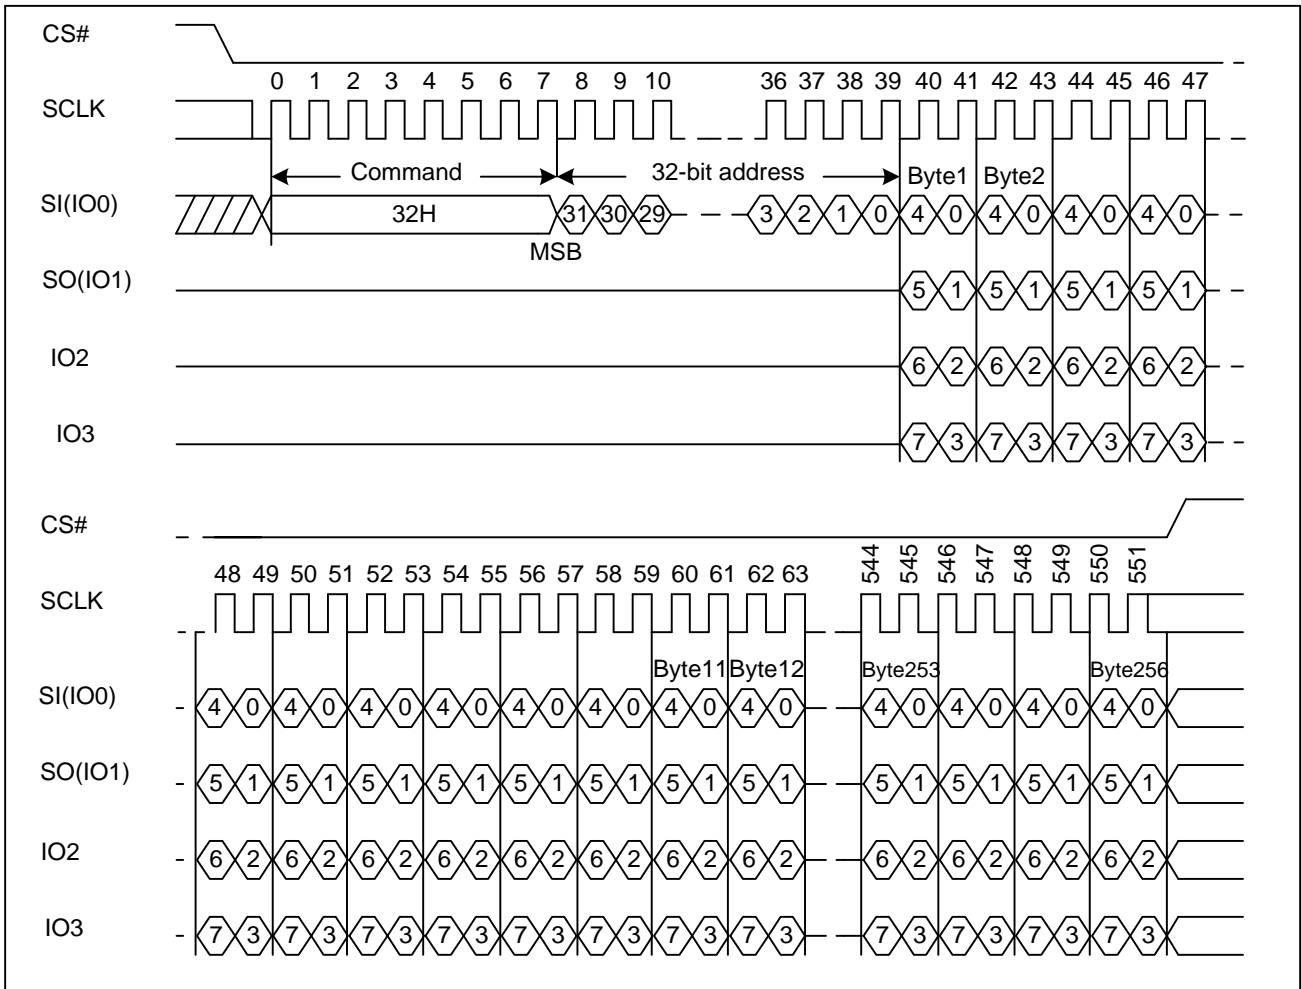 CS#
0 1 2 3 4 5 6 7 8 9 10 36 37 38 39 40 41 42 43 44 45 46 47
SCLK
Command 32-bit address Byte1 Byte2
SI(IO0) 32H 31 30 29 3 2 1 0 4 0 4 0 4 0 4 0
MSB
SO(IO1) 5 1 5 1 5 1 5 1
IO2 6 2 6 2 6 2 6 2
IO3 7 3 7 3 7 3 7 3
CS#
48 49 50 51 52 53 54 55 56 57 58 59 60 61 62 63 544 545 546 547 548 549 550 551
SCLK
Byte11 Byte12 Byte253 Byte256
SI(IO0) 4 0 4 0 4 0 4 0 4 0 4 0 4 0 4 0 4 0 4 0 4 0 4 0
SO(IO1) 5 1 5 1 5 1 5 1 5 1 5 1 5 1 5 1 5 1 5 1 5 1 5 1
IO2 6 2 6 2 6 2 6 2 6 2 6 2 6 2 6 2 6 2 6 2 6 2 6 2
IO3 7 3 7 3 7 3 7 3 7 3 7 3 7 3 7 3 7 3 7 3 7 3 7 3